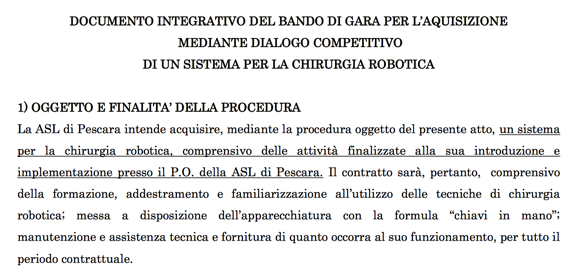 DOCUMENTO INTEGRATIVO DEL BANDO DI GARA PER L'AQUISIZIONE
MEDIANTE DIALOGO COMPETITIVO
DI UN SISTEMA PER LA CHIRURGIA ROBOTICA
1) OGGETTO E FINALITA' DELLA PROCEDURA
La ASL di Pescara intende acquisire, mediante la procedura oggetto del presente atto, un sistema
per la chirurgia robotica, comprensivo delle attività finalizzate alla sua introduzione e
implementazione presso il P.O. della ASL di Pescara. Il contratto sarà, pertanto, comprensivo
della formazione, addestramento e familiarizzazione all'utilizzo delle tecniche di chirurgia
robotica; messa a disposizione dell'apparecchiatura con la formula "chiavi in mano";
manutenzione e assistenza tecnica e fornitura di quanto occorra al suo funzionamento, per tutto il
periodo contrattuale.